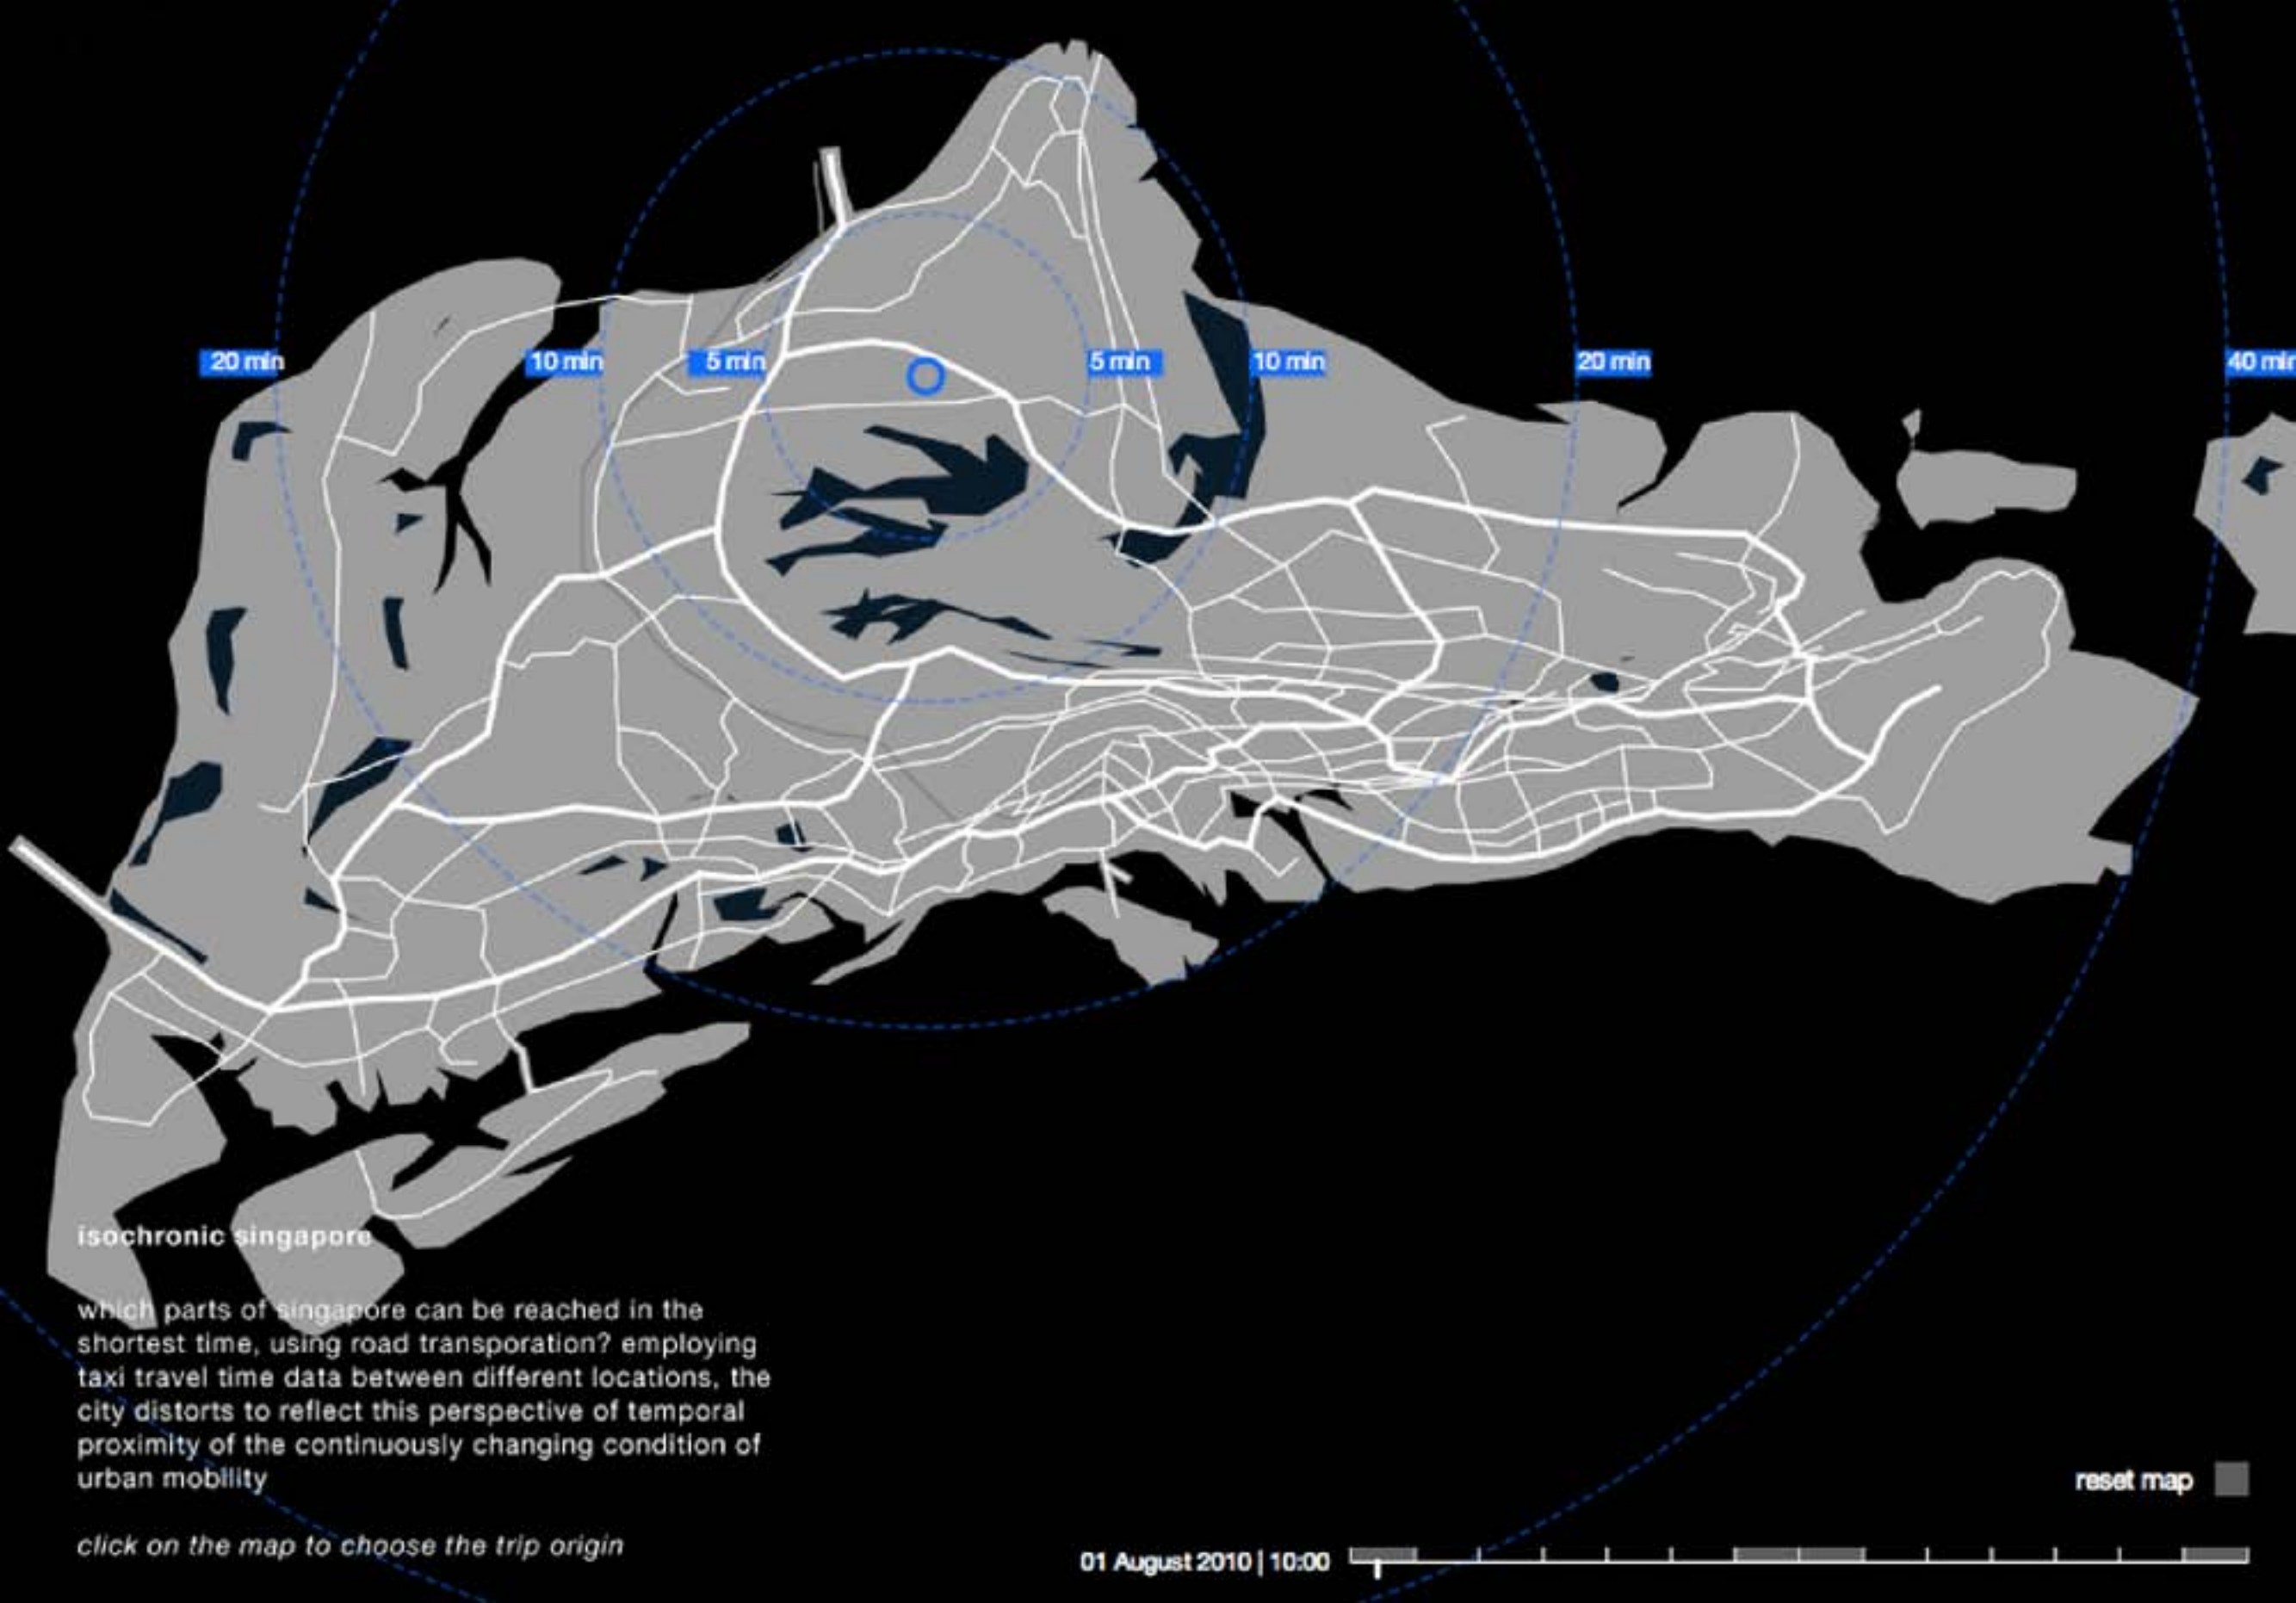 20 min
10 min
5 min
5 min
10 min
20 min
40 min
isochronic singapore
which parts of singapore can be reached in the
shortest time, using road transporation? employing
taxi travel time data between different locations, the
city distorts to reflect this perspective of temporal
proximity of the continuously changing condition of
urban mobility
click on the map to choose the trip origin
reset map
01 August 2010 | 10:00